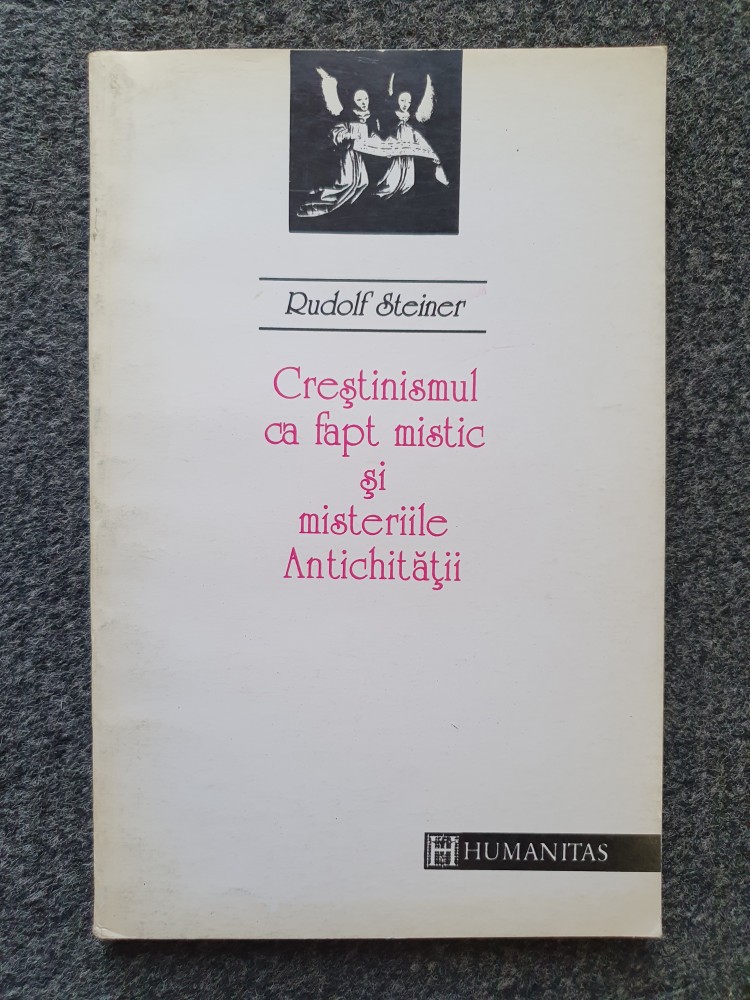 Rudolf Steiner
Creştinismul
ca fapt mistic
şi
misteriile
Antichităţii
H HUMANITAS